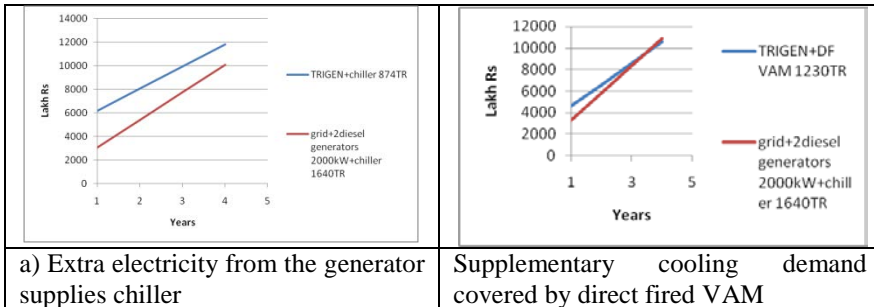 14000
12000
10000
8000
6000
4000
2000
0
Lakh Rs
1 2 3 4 5
Years
TRIGEN+chiller 874TR
grid+2diesel
generators
2000kW+chiller
1640TR
12000
10000
8000
6000
4000
2000
0
Lakh Rs
1 3 5
Years
TRIGEN+DF
VAM 1230TR
grid+2diesel
generators
2000kW+chill
er 1640TR
a) Extra electricity from the generator
supplies chiller
Supplementary cooling demand
covered by direct fired VAM